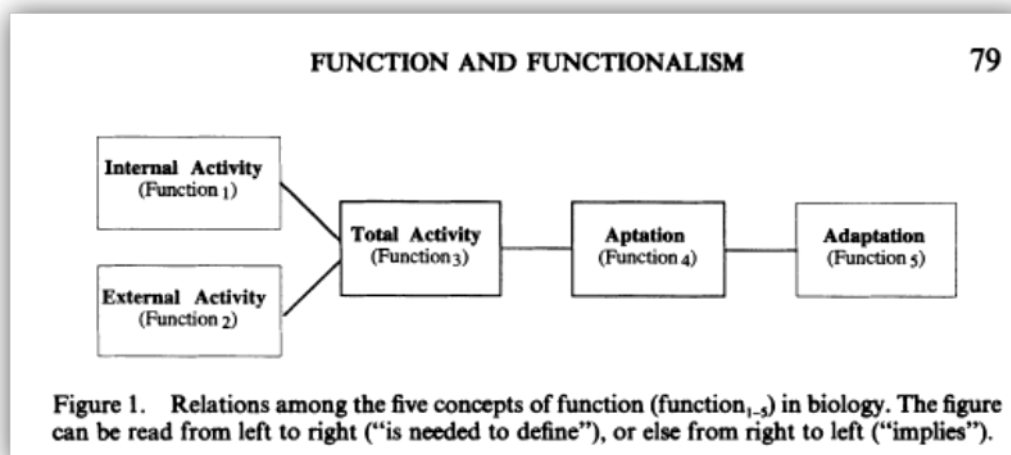 FUNCTION AND FUNCTIONALISM 79
Internal Activity
(Function 1)
External Activity
(Function 2)
Total Activity
(Function 3)
Aptation
(Function 4)
Adaptation
(Function 5)
Figure 1. Relations among the five concepts of function (function₁₋₅) in biology. The figure
can be read from left to right (“is needed to define”), or else from right to left (“implies”).